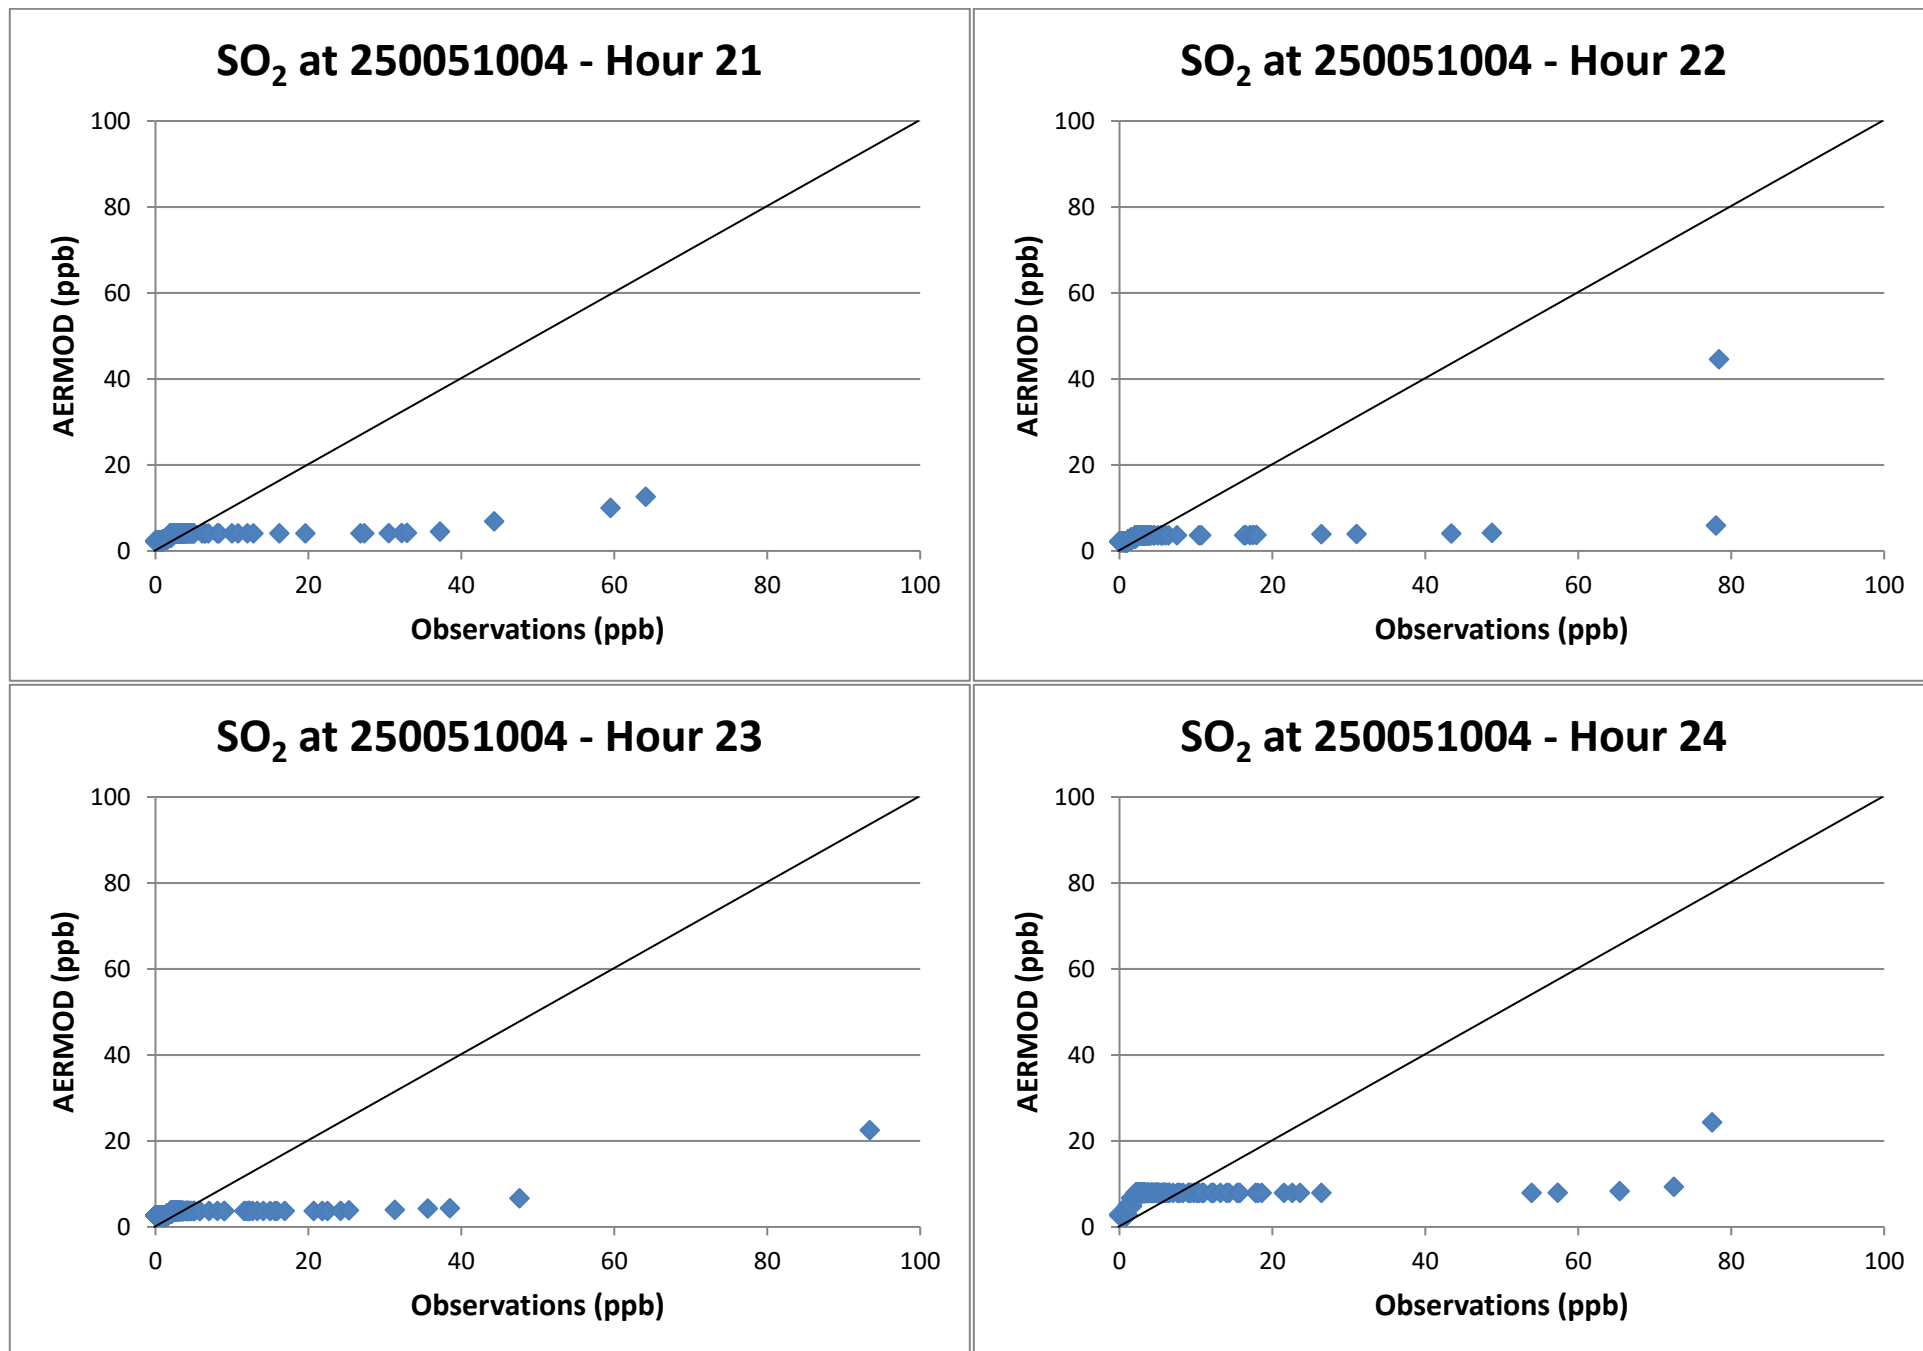 SO₂ at 250051004 - Hour 21
100
80
60
40
20
0
AERMOD (ppb)
0 20 40 60 80 100
Observations (ppb)
SO₂ at 250051004 - Hour 22
100
80
60
40
20
0
AERMOD (ppb)
0 20 40 60 80 100
Observations (ppb)
SO₂ at 250051004 - Hour 23
100
80
60
40
20
0
AERMOD (ppb)
0 20 40 60 80 100
Observations (ppb)
SO₂ at 250051004 - Hour 24
100
80
60
40
20
0
AERMOD (ppb)
0 20 40 60 80 100
Observations (ppb)